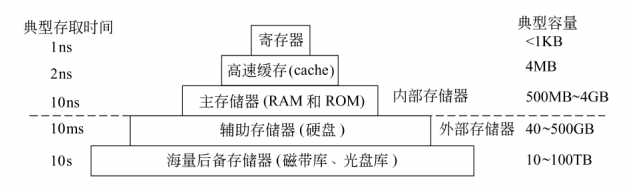 典型存取时间
典型容量
1ns 寄存器 <1KB
2ns 高速缓存(cache) 4MB
10ns 主存储器(RAM 和 ROM) 内部存储器 500MB~4GB
10ms 辅助存储器(硬盘) 外部存储器 40~500GB
10s 海量后备存储器(磁带库、光盘库) 10~100TB